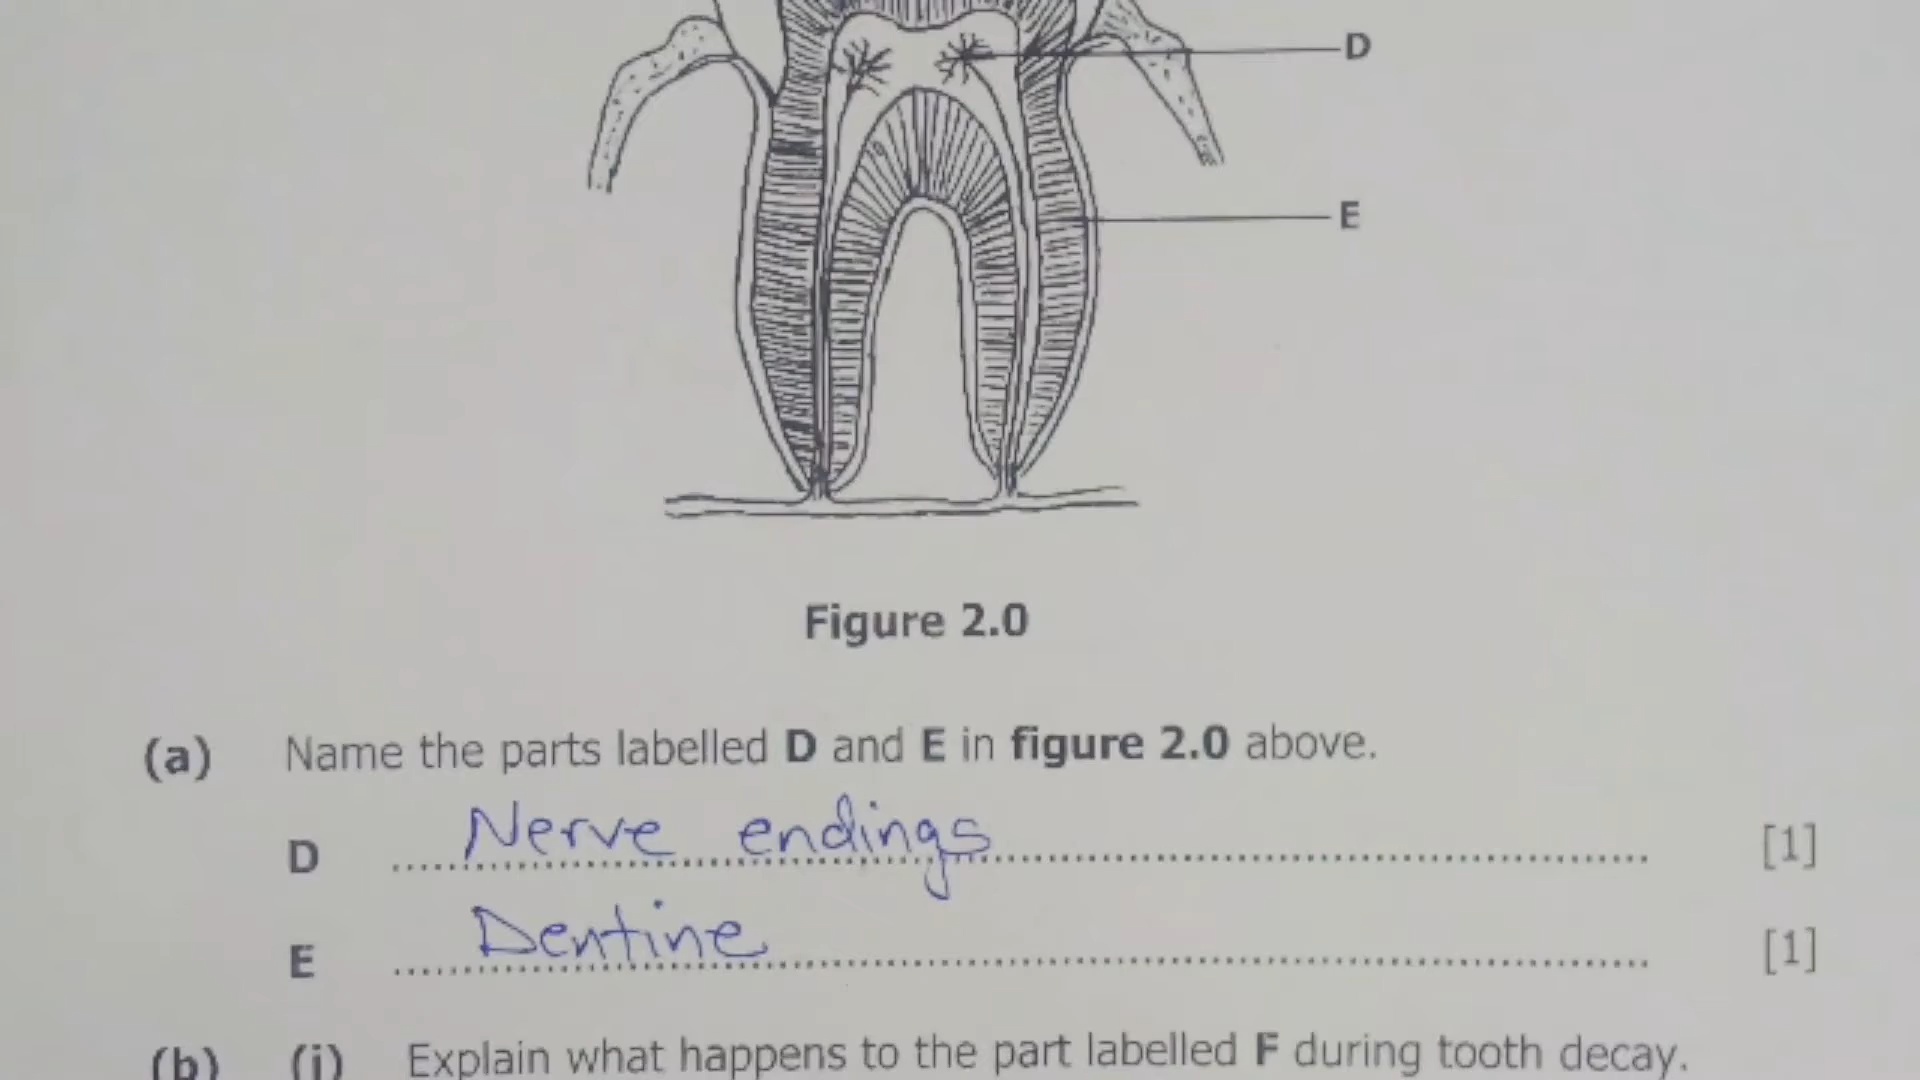 D
E
Figure 2.0
(a) Name the parts labelled D and E in figure 2.0 above.
D Nerve endings [1]
E Dentine [1]
(b) (i) Explain what happens to the part labelled F during tooth decay.